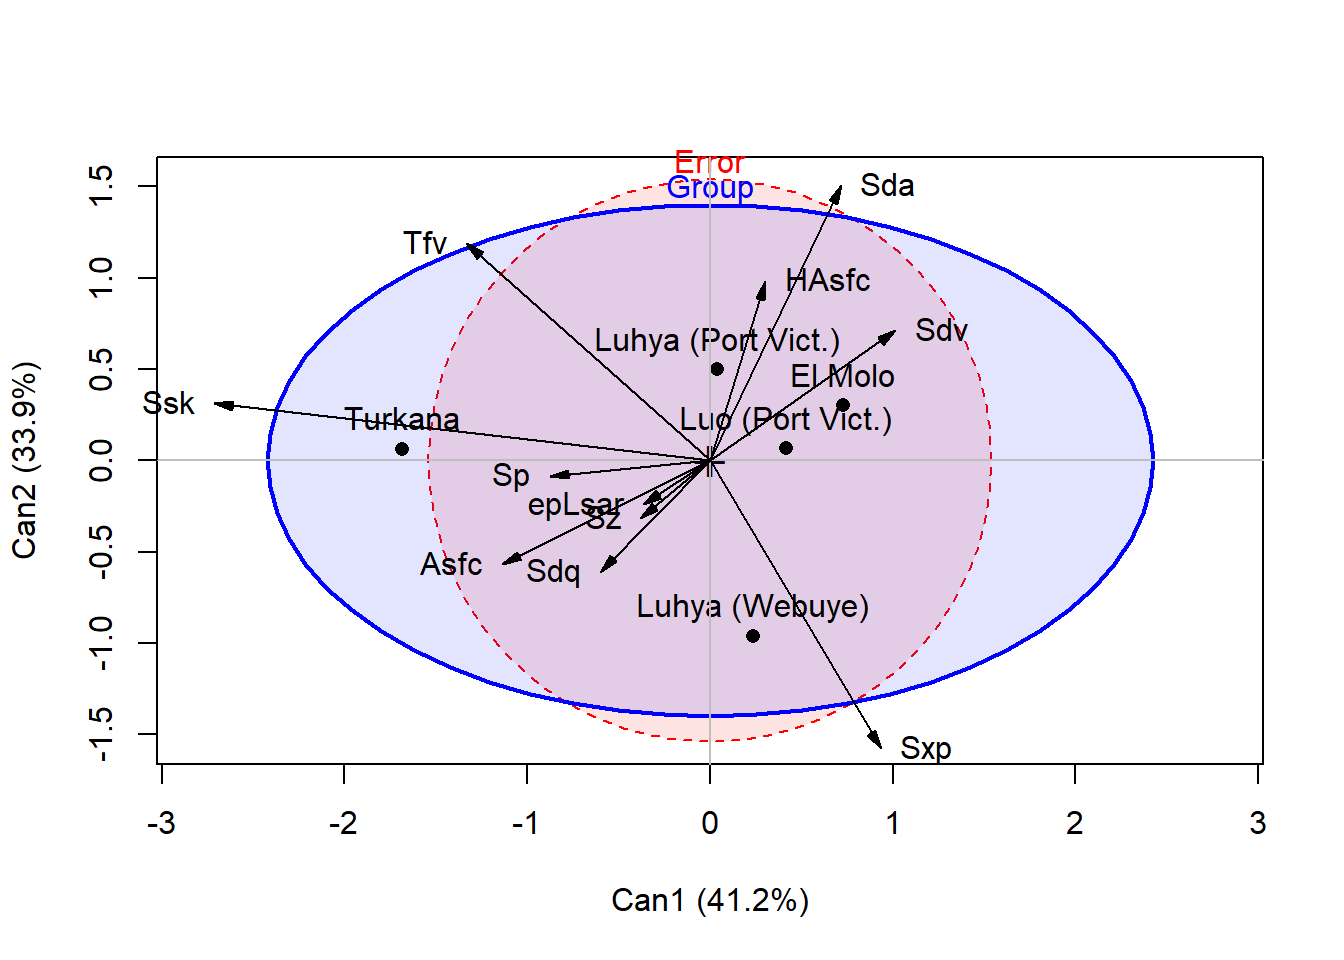 Error
Group
Sda
Tfv
HAsfc
Sdv
Luhya (Port Vict.)
El Molo
Ssk
Turkana
Luo (Port Vict.)
Sp
epLsar
Sz
Asfc
Sdq
Luhya (Webuye)
Sxp
1.5
1.0
0.5
0.0
-0.5
-1.0
-1.5
Can2 (33.9%)
-3
-2
-1
0
1
2
3
Can1 (41.2%)